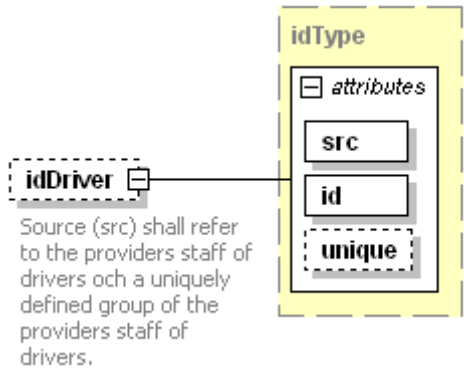 idType
attributes
src
idDriver
id
unique
Source (src) shall refer
to the providers staff of
drivers och a uniquely
defined group of the
providers staff of
drivers.